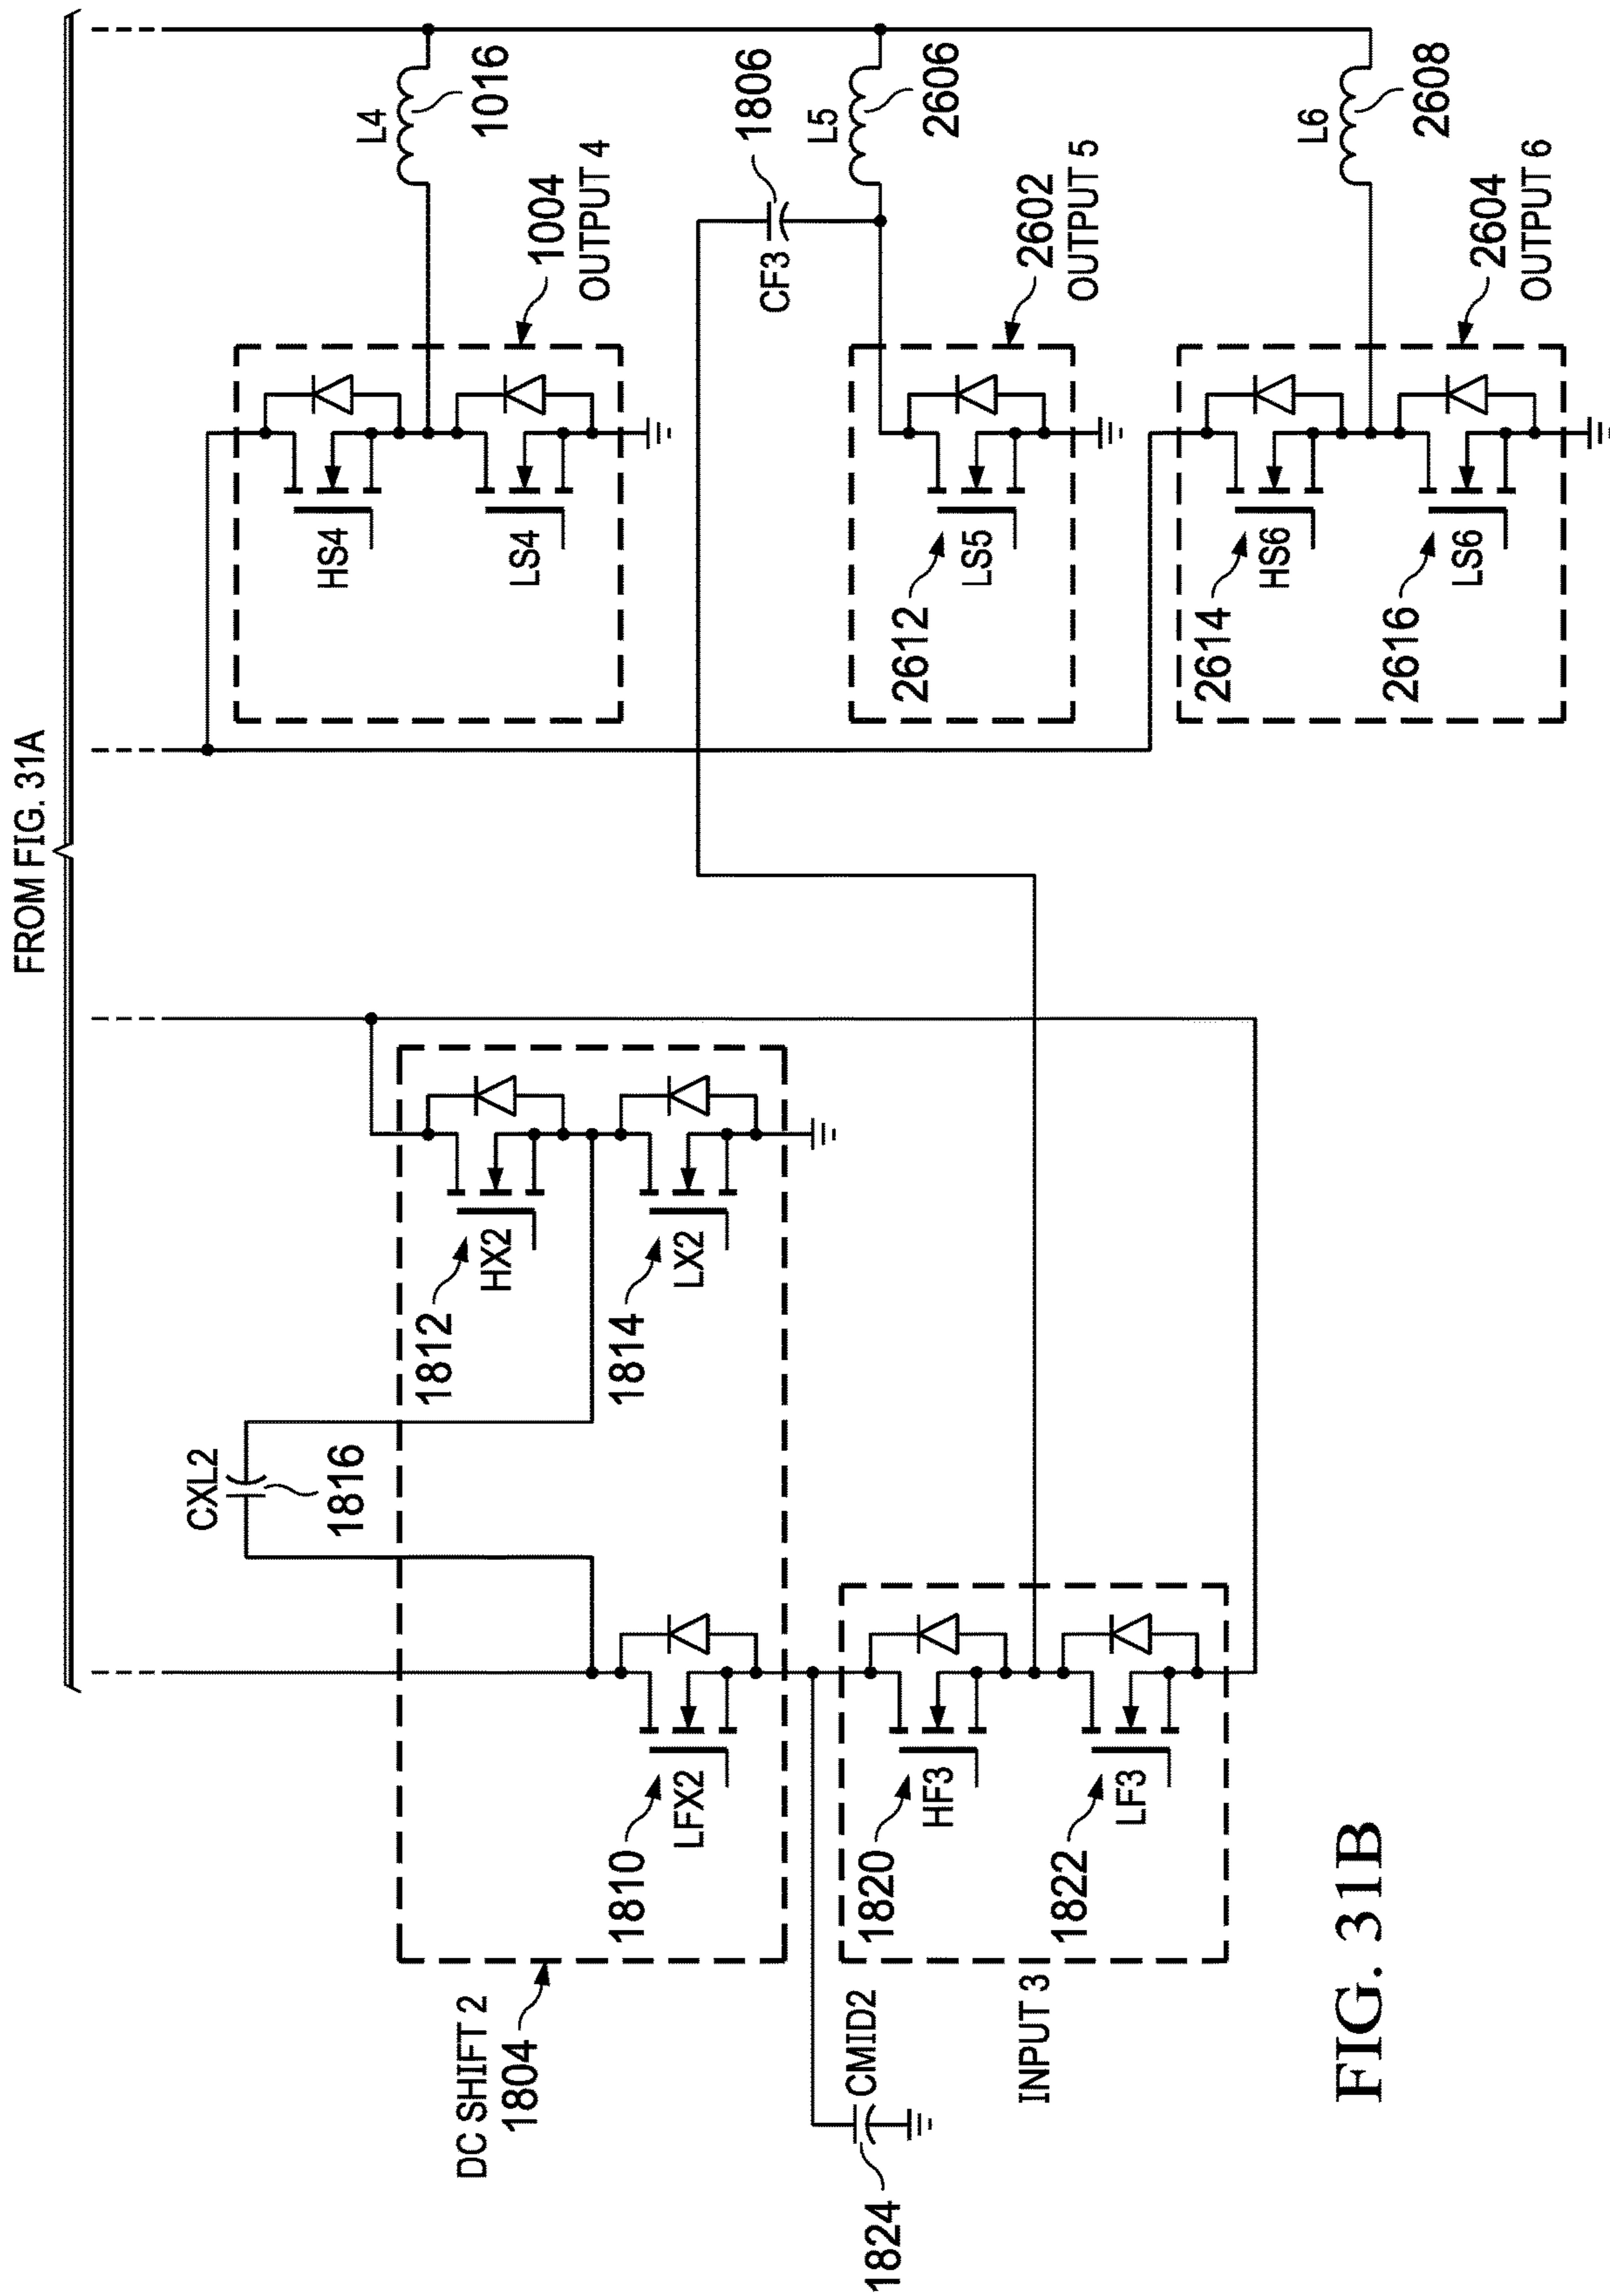 FROM FIG. 31A
L4
1016
1004
OUTPUT 4
HS4
LS4
CF3
1806
L5
2606
2602
OUTPUT 5
2612
LS5
L6
2608
2604
OUTPUT 6
2614
HS6
2616
LS6
CXL2
1816
1812
HX2
1814
LX2
1810
LFX2
DC SHIFT 2
1804
1820
HF3
1822
LF3
INPUT 3
CMID2
1824
FIG. 31B